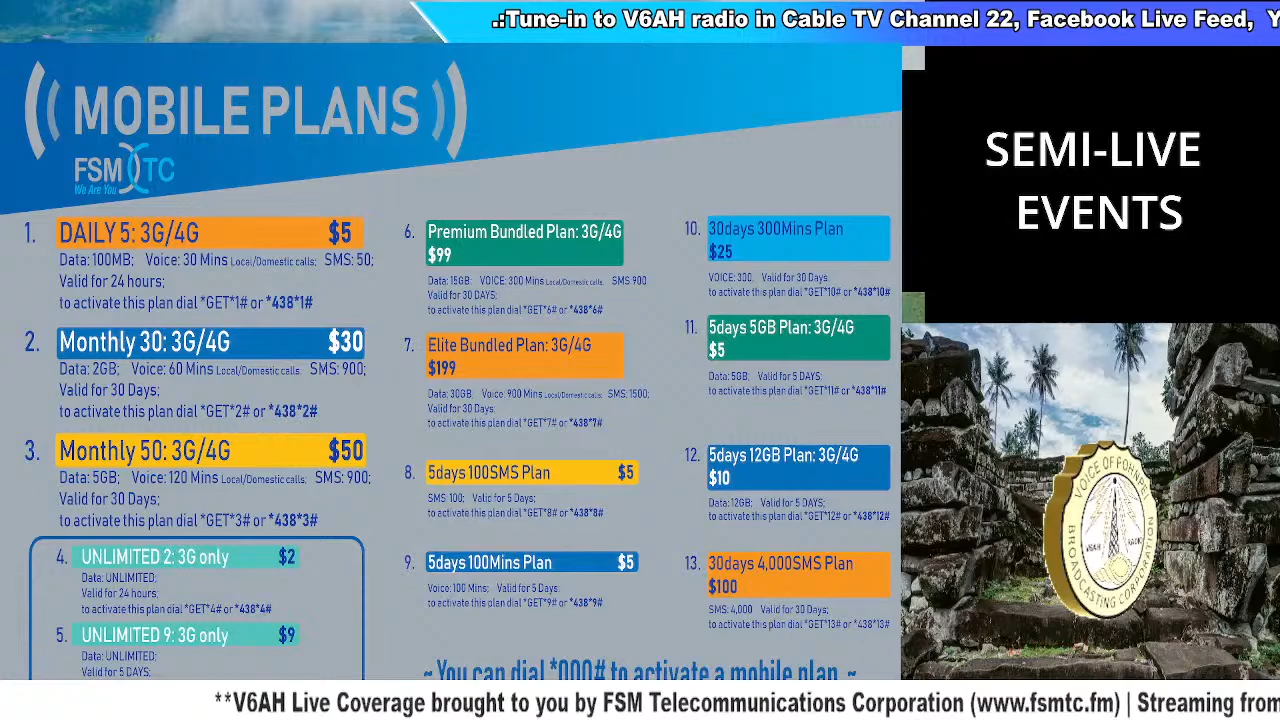 .:Tune-in to V6AH radio in Cable TV Channel 22, Facebook Live Feed,
MOBILE PLANS
FSMTC
We Are You
1. DAILY 5: 3G/4G $5
Data: 100MB; Voice: 30 Mins Local/Domestic calls; SMS: 50;
Valid for 24 hours;
to activate this plan dial *GET*1# or *438*1#
2. Monthly 30: 3G/4G $30
Data: 2GB; Voice: 60 Mins Local/Domestic calls. SMS: 900;
Valid for 30 Days;
to activate this plan dial *GET*2# or *438*2#
3. Monthly 50: 3G/4G $50
Data: 5GB; Voice: 120 Mins Local/Domestic calls; SMS: 900;
Valid for 30 Days;
to activate this plan dial *GET*3# or *438*3#
4. UNLIMITED 2: 3G only $2
Data: UNLIMITED;
Valid for 24 hours;
to activate this plan dial *GET*4# or *438*4#
5. UNLIMITED 9: 3G only $9
Data: UNLIMITED;
Valid for 5 DAYS;
6. Premium Bundled Plan: 3G/4G
$99
Data: 15GB; VOICE: 300 Mins Local/Domestic calls; SMS 900
Valid for 30 DAYS;
to activate this plan dial *GET*6# or *438*6#
7. Elite Bundled Plan: 3G/4G
$199
Data: 30GB; Voice: 900 Mins Local/Domestic calls; SMS: 1500;
Valid for 30 Days;
to activate this plan dial *GET*7# or *438*7#
8. 5days 100SMS Plan $5
SMS: 100; Valid for 5 Days;
to activate this plan dial *GET*8# or *438*8#
9. 5days 100Mins Plan $5
Voice: 100 Mins; Valid for 5 Days;
to activate this plan dial *GET*9# or *438*9#
10. 30days 300Mins Plan
$25
VOICE: 300 Valid for 30 Days;
to activate this plan dial *GET*10# or *438*10#
11. 5days 5GB Plan: 3G/4G
$5
Data: 5GB; Valid for 5 DAYS;
to activate this plan dial *GET*11# or *438*11#
12. 5days 12GB Plan: 3G/4G
$10
Data: 12GB; Valid for 5 DAYS;
to activate this plan dial *GET*12# or *438*12#
13. 30days 4,000SMS Plan
$100
SMS: 4,000 Valid for 30 Days;
to activate this plan dial *GET*13# or *438*13#
~ You can dial *000# to activate a mobile plan ~
SEMI-LIVE
EVENTS
VOICE OF POHNPEI
V6AH RADIO
BROADCASTING CORPORATION
**V6AH Live Coverage brought to you by FSM Telecommunications Corporation (www.fsmtc.fm) | Streaming from